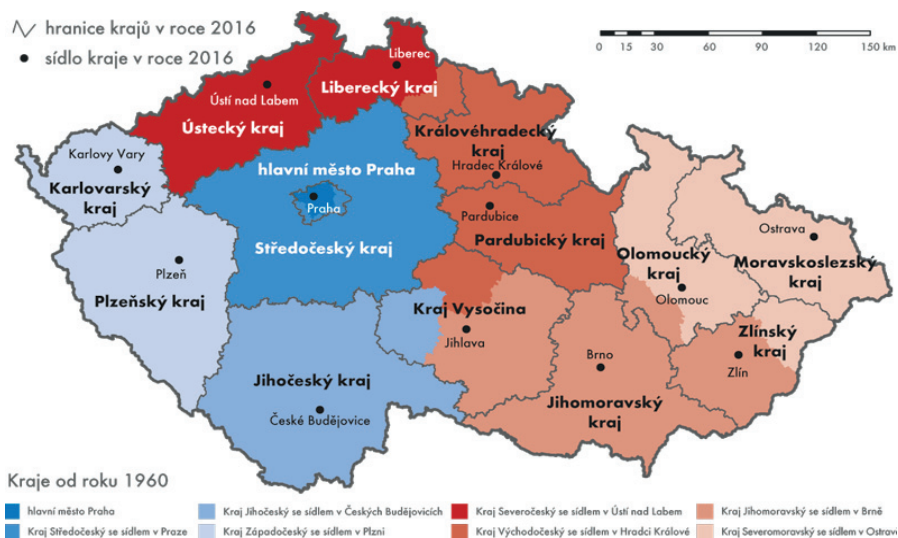 hranice krajů v roce 2016
sídlo kraje v roce 2016
0 15 30 60 90 120 150 km
Liberec
Liberecký kraj
Ústí nad Labem
Ústecký kraj
Karlovy Vary
Karlovarský
kraj
Královéhradecký
kraj
Hradec Králové
hlavní město Praha
Praha
Pardubice
Pardubický kraj
Středočeský kraj
Plzeň
Plzeňský kraj
Ostrava
Moravskoslezský
kraj
Olomoucký
kraj
Olomouc
Kraj Vysočina
Jihlava
Zlínský
kraj
Zlín
Brno
Jihomoravský
kraj
Jihočeský kraj
České Budějovice
Kraje od roku 1960
hlavní město Praha
Kraj Středočeský se sídlem v Praze
Kraj Jihočeský se sídlem v Českých Budějovicích
Kraj Západočeský se sídlem v Plzni
Kraj Severočeský se sídlem v Ústí nad Labem
Kraj Východočeský se sídlem v Hradci Králové
Kraj Jihomoravský se sídlem v Brně
Kraj Severomoravský se sídlem v Ostravě